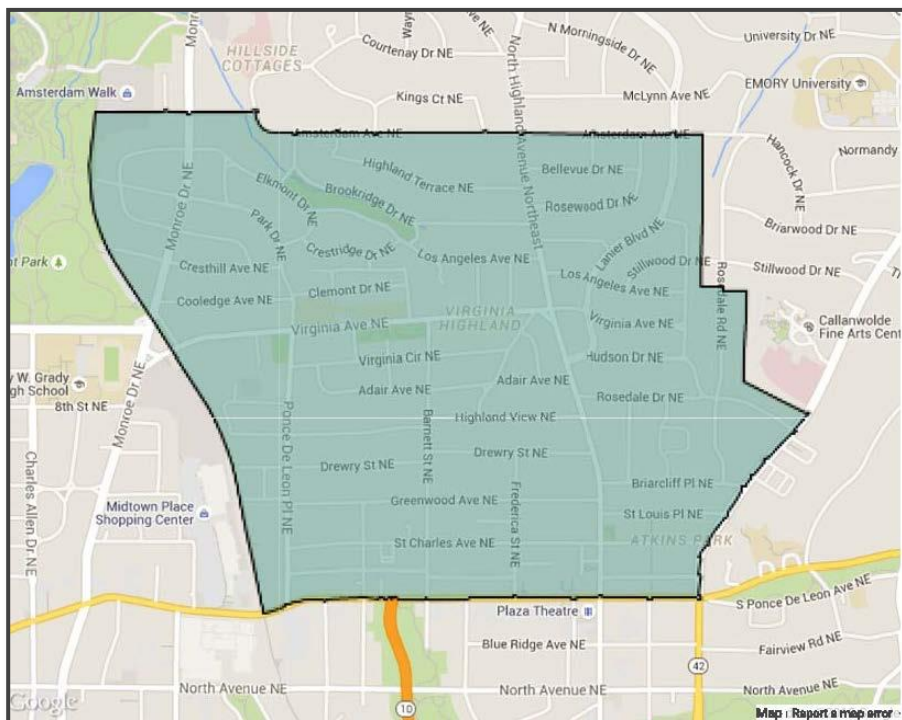 HILLSIDE
COTTAGES
Courtenay Dr NE
N Morningside Dr NE
University Dr NE
EMORY University
Amsterdam Walk
Kings Ct NE
McLynn Ave NE
North Highland Avenue Northeast
Amsterdam Ave NE
Amsterdam Ave NE
Hancock Dr NE
Normandy
Highland Terrace NE
Bellevue Dr NE
Elkmont Dr NE
Brookridge Dr NE
Rosewood Dr NE
Monroe Dr NE
Park Dr NE
Briarwood Dr NE
Lanier Blvd NE
Crestridge Ct NE
Los Angeles Ave NE
Stillwood Dr NE
Stillwood Dr NE
Cresthill Ave NE
Los Angeles Ave NE
Clemont Dr NE
Cooledge Ave NE
Rosedale Rd NE
VIRGINIA
HIGHLAND
Virginia Ave NE
Virginia Ave NE
Callanwolde
Fine Arts Cent
Virginia Cir NE
Hudson Dr NE
y W. Grady
gh School
8th St NE
Monroe Dr NE
Adair Ave NE
Adair Ave NE
Rosedale Dr NE
Highland View NE
Ponce De Leon Pl NE
Barnett St NE
Drewry St NE
Drewry St NE
Charles Allen Dr NE
Frederica St NE
Briarcliff Pl NE
Midtown Place
Shopping Center
Greenwood Ave NE
St Louis Pl NE
St Charles Ave NE
ATKINS PARK
Plaza Theatre
S Ponce De Leon Ave NE
Blue Ridge Ave NE
Fairview Rd NE
42
North Avenue NE
North Avenue NE
North Avenue NE
10
Google
Map
Report a map error